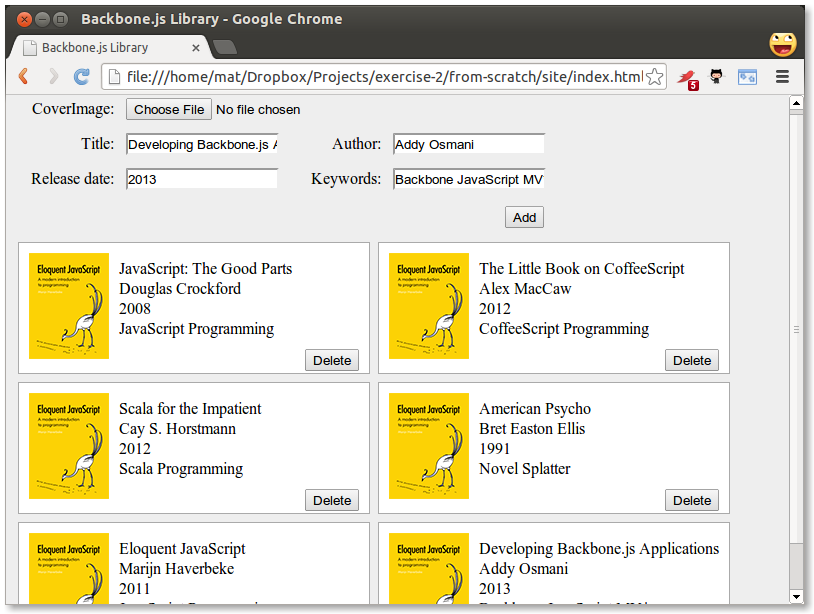 Backbone.js Library - Google Chrome
Backbone.js Library
file:///home/mat/Dropbox/Projects/exercise-2/from-scratch/site/index.html
5
CoverImage: Choose File No file chosen
Title: Developing Backbone.js A Author: Addy Osmani
Release date: 2013 Keywords: Backbone JavaScript MV
Add
Eloquent JavaScript
A modern introduction
to programming
JavaScript: The Good Parts
Douglas Crockford
2008
JavaScript Programming
Delete
Eloquent JavaScript
A modern introduction
to programming
The Little Book on CoffeeScript
Alex MacCaw
2012
CoffeeScript Programming
Delete
Eloquent JavaScript
A modern introduction
to programming
Scala for the Impatient
Cay S. Horstmann
2012
Scala Programming
Delete
Eloquent JavaScript
A modern introduction
to programming
American Psycho
Bret Easton Ellis
1991
Novel Splatter
Delete
Eloquent JavaScript
A modern introduction
to programming
Eloquent JavaScript
Marijn Haverbeke
2011
Eloquent JavaScript
A modern introduction
to programming
Developing Backbone.js Applications
Addy Osmani
2013